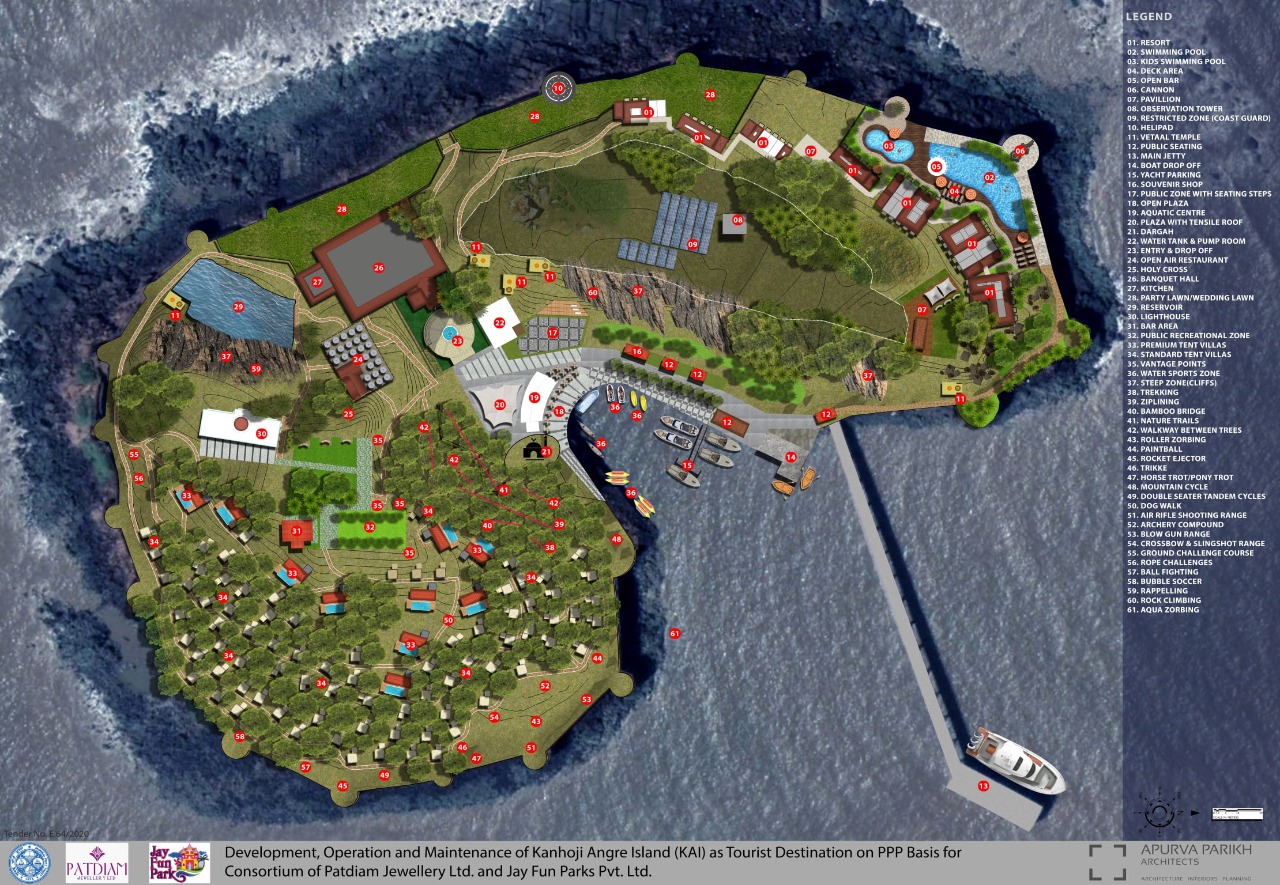 LEGEND
01. RESORT
02. SWIMMING POOL
03. KIDS SWIMMING POOL
04. DECK AREA
05. OPEN BAR
06. CANNON
07. PAVILLION
08. OBSERVATION TOWER
09. RESTRICTED ZONE (COAST GUARD)
10. HELIPAD
11. VETAAL TEMPLE
12. PUBLIC SEATING
13. MAIN JETTY
14. BOAT DROP OFF
15. YACHT PARKING
16. SOUVENIR SHOP
17. PUBLIC ZONE WITH SEATING STEPS
18. OPEN PLAZA
19. AQUATIC CENTRE
20. PLAZA WITH TENSILE ROOF
21. DARGAH
22. WATER TANK & PUMP ROOM
23. ENTRY & DROP OFF
24. OPEN AIR RESTAURANT
25. HOLY CROSS
26. BANQUET HALL
27. KITCHEN
28. PARTY LAWN/WEDDING LAWN
29. RESERVOIR
30. LIGHTHOUSE
31. BAR AREA
32. PUBLIC RECREATIONAL ZONE
33. PREMIUM TENT VILLAS
34. STANDARD TENT VILLAS
35. VANTAGE POINTS
36. WATER SPORTS ZONE
37. STEEP ZONE(CLIFFS)
38. TREKKING
39. ZIPLINING
40. BAMBOO BRIDGE
41. NATURE TRAILS
42. WALKWAY BETWEEN TREES
43. ROLLER ZORBING
44. PAINTBALL
45. ROCKET EJECTOR
46. TRIKKE
47. HORSE TROT/PONY TROT
48. MOUNTAIN CYCLE
49. DOUBLE SEATER TANDEM CYCLES
50. DOG WALK
51. AIR RIFLE SHOOTING RANGE
52. ARCHERY COMPOUND
53. BLOW GUN RANGE
54. CROSSBOW & SLINGSHOT RANGE
55. GROUND CHALLENGE COURSE
56. ROPE CHALLENGES
57. BALL FIGHTING
58. BUBBLE SOCCER
59. RAPPELLING
60. ROCK CLIMBING
61. AQUA ZORBING
10
28
28
01
01
01
07
01
03
05
06
02
04
01
01
01
07
28
26
27
11
11
11
08
09
60
37
29
11
37
59
24
23
22
17
16
12
12
12
12
37
11
20
19
18
21
36
36
36
36
15
14
25
30
35
35
35
35
42
42
42
41
40
39
38
48
55
56
33
33
33
33
34
34
34
34
34
34
34
34
31
32
50
61
44
52
53
54
43
51
46
47
49
45
57
58
13
Tender No. E.64/2020
PATDIAM
JEWELLERY LTD
Jay
Fun
Park
Development, Operation and Maintenance of Kanhoji Angre Island (KAI) as Tourist Destination on PPP Basis for
Consortium of Patdiam Jewellery Ltd. and Jay Fun Parks Pvt. Ltd.
APURVA PARIKH
ARCHITECTS
ARCHITECTURE INTERIORS PLANNING